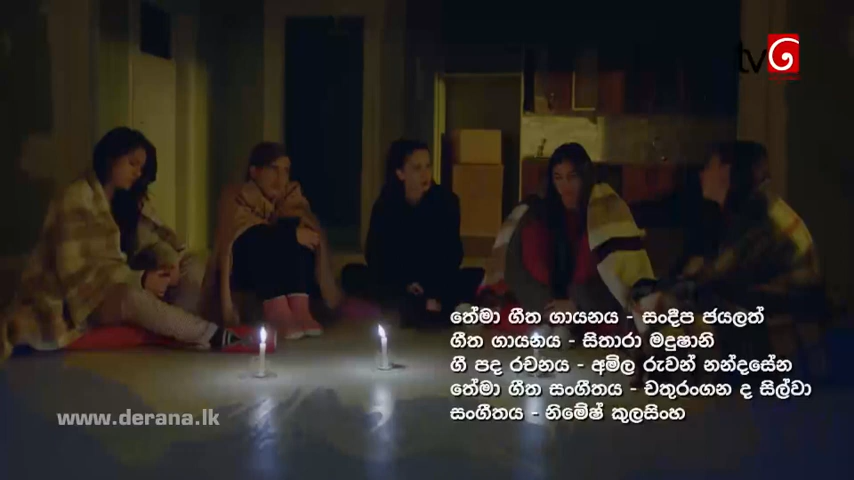 tv
www.derana.lk
තේමා ගීත ගායනය - සංදීප ජයලත්
ගීත ගායනය - සිතාරා මදුෂානි
ගී පද රචනය - අමිල රුවන් නන්දසේන
තේමා ගීත සංගීතය - චතුරංගන ද සිල්වා
සංගීතය - නිමේෂ් කුලසිංහ